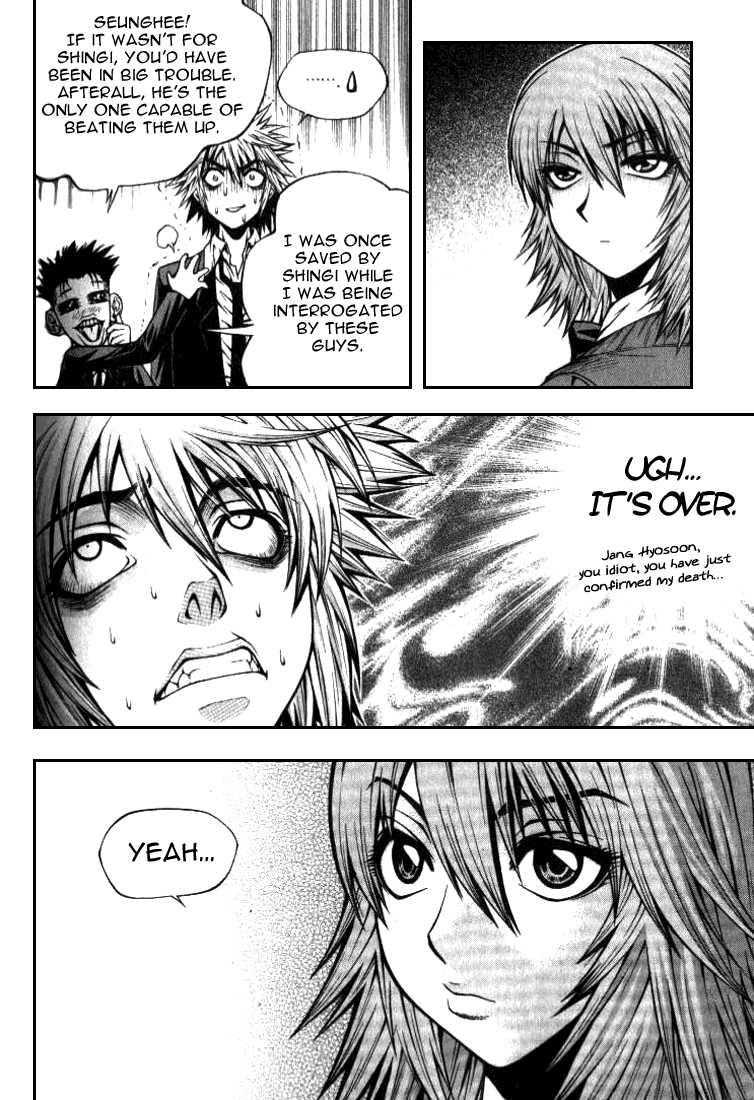 SEUNGHEE!
IF IT WASN'T FOR
SHINGI, YOU'D HAVE
BEEN IN BIG TROUBLE.
AFTERALL, HE'S THE
ONLY ONE CAPABLE OF
BEATING THEM UP.
.......
I WAS ONCE
SAVED BY
SHINGI WHILE
I WAS BEING
INTERROGATED
BY THESE
GUYS.
UGH...
IT'S OVER.
Jang Hyosoon,
you idiot, you have just
confirmed my death...
YEAH...